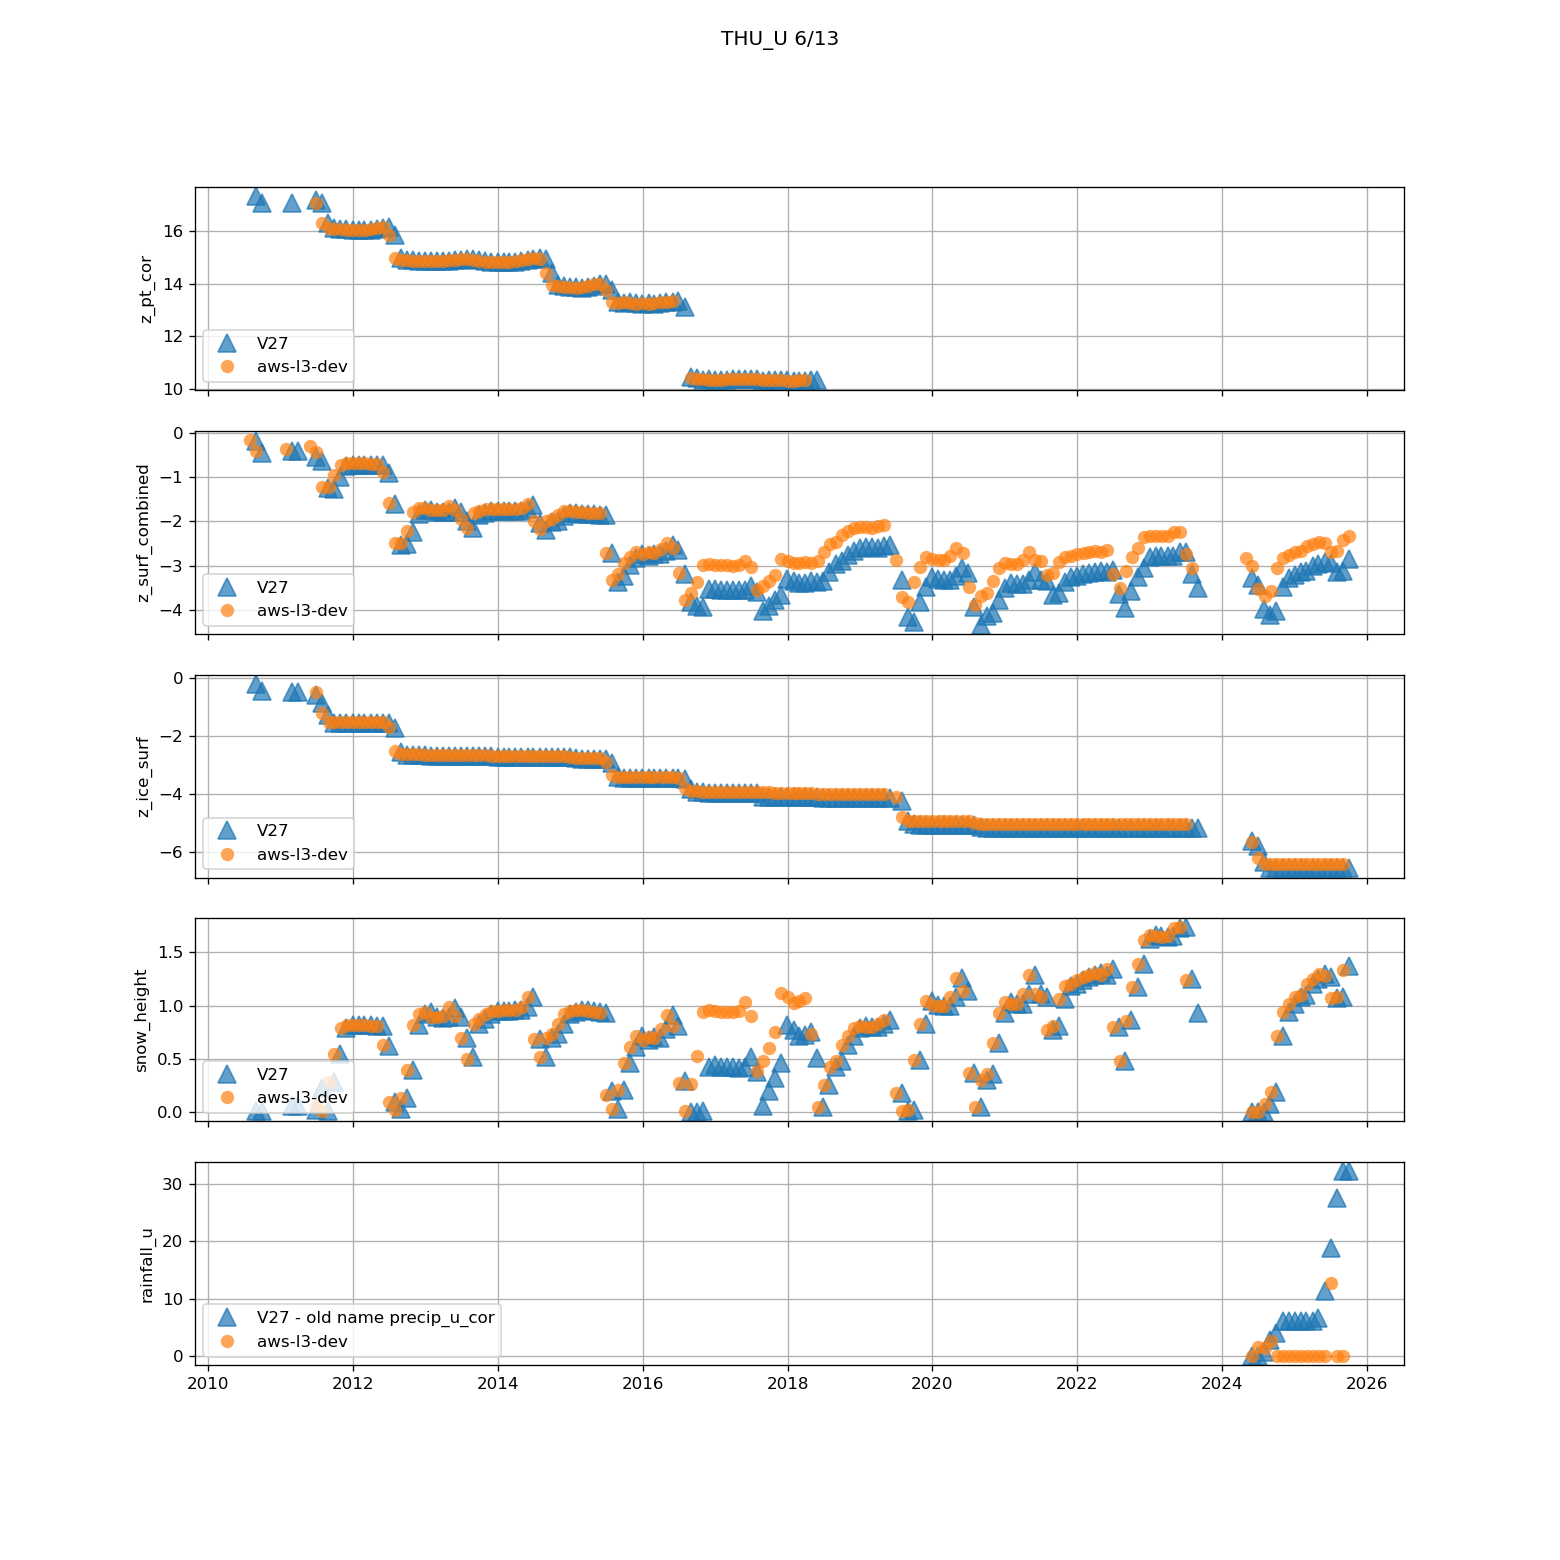 THU_U 6/13
z_pt_cor
16
14
12
10
V27
aws-l3-dev
z_surf_combined
0
−1
−2
−3
−4
V27
aws-l3-dev
z_ice_surf
0
−2
−4
−6
V27
aws-l3-dev
snow_height
1.5
1.0
0.5
0.0
V27
aws-l3-dev
rainfall_u
30
20
10
0
V27 - old name precip_u_cor
aws-l3-dev
2010 2012 2014 2016 2018 2020 2022 2024 2026